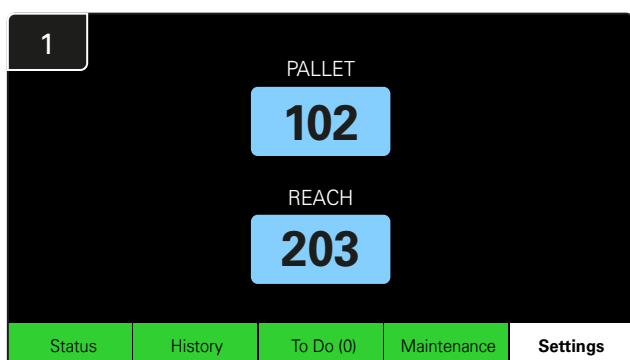 1
PALLET
102
REACH
203
Status History To Do (0) Maintenance Settings